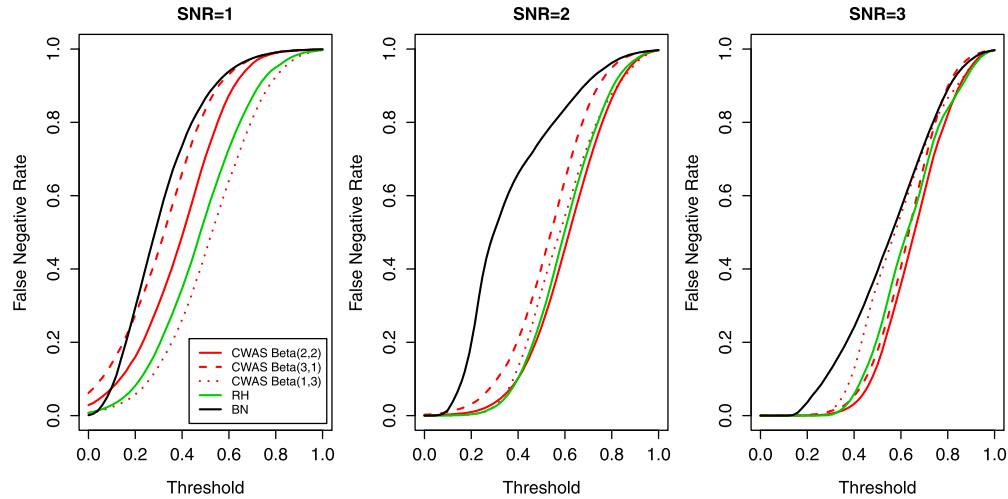 SNR=1
SNR=2
SNR=3
False Negative Rate
0.0 0.2 0.4 0.6 0.8 1.0
0.0 0.2 0.4 0.6 0.8 1.0
Threshold
CWAS Beta(2,2)
CWAS Beta(3,1)
CWAS Beta(1,3)
RH
BN
False Negative Rate
0.0 0.2 0.4 0.6 0.8 1.0
0.0 0.2 0.4 0.6 0.8 1.0
Threshold
False Negative Rate
0.0 0.2 0.4 0.6 0.8 1.0
0.0 0.2 0.4 0.6 0.8 1.0
Threshold